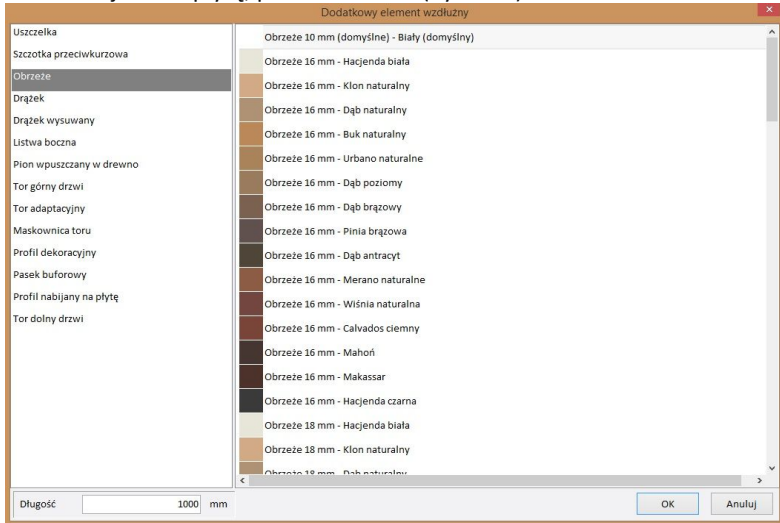 Dodatkowy element wzdłużny
Uszczelka
Szczotka przeciwkurzowa
Obrzeże
Drążek
Drążek wysuwany
Listwa boczna
Pion wpuszczany w drewno
Tor górny drzwi
Tor adaptacyjny
Maskownica toru
Profil dekoracyjny
Pasek buforowy
Profil nabijany na płytę
Tor dolny drzwi
Obrzeże 10 mm (domyślne) - Biały (domyślny)
Obrzeże 16 mm - Hacjenda biała
Obrzeże 16 mm - Klon naturalny
Obrzeże 16 mm - Dąb naturalny
Obrzeże 16 mm - Buk naturalny
Obrzeże 16 mm - Urbano naturalne
Obrzeże 16 mm - Dąb poziomy
Obrzeże 16 mm - Dąb brązowy
Obrzeże 16 mm - Pinia brązowa
Obrzeże 16 mm - Dąb antracyt
Obrzeże 16 mm - Merano naturalne
Obrzeże 16 mm - Wiśnia naturalna
Obrzeże 16 mm - Calvados ciemny
Obrzeże 16 mm - Mahoń
Obrzeże 16 mm - Makassar
Obrzeże 16 mm - Hacjenda czarna
Obrzeże 18 mm - Hacjenda biała
Obrzeże 18 mm - Klon naturalny
Obrzeże 18 mm - Dąb naturalny
Długość 1000 mm
OK Anuluj